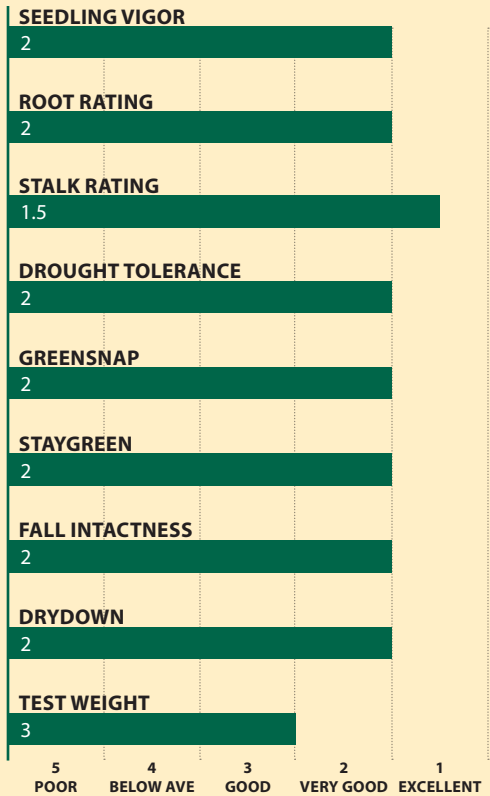 SEEDLING VIGOR
2
ROOT RATING
2
STALK RATING
1.5
DROUGHT TOLERANCE
2
GREENSNAP
2
STAYGREEN
2
FALL INTACTNESS
2
DRYDOWN
2
TEST WEIGHT
3
5 4 3 2 1
POOR BELOW AVE GOOD VERY GOOD EXCELLENT